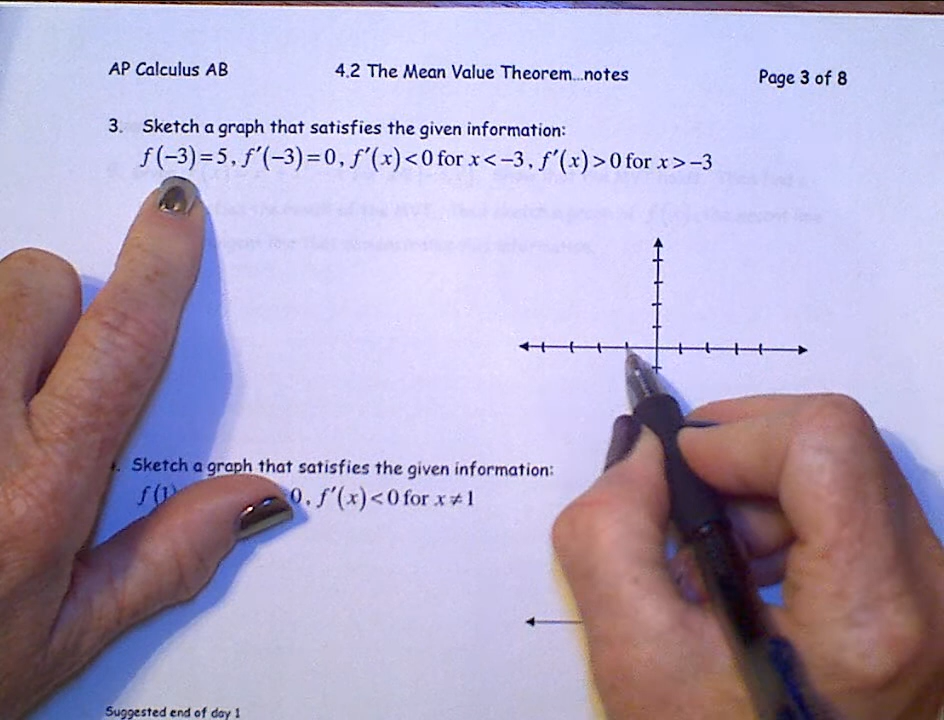 AP Calculus AB 4.2 The Mean Value Theorem...notes Page 3 of 8
3. Sketch a graph that satisfies the given information:
f(−3)=5, f′(−3)=0, f′(x)<0 for x<−3, f′(x)>0 for x>−3
. Sketch a graph that satisfies the given information:
f(1) 0, f′(x)<0 for x≠1
Suggested end of day 1